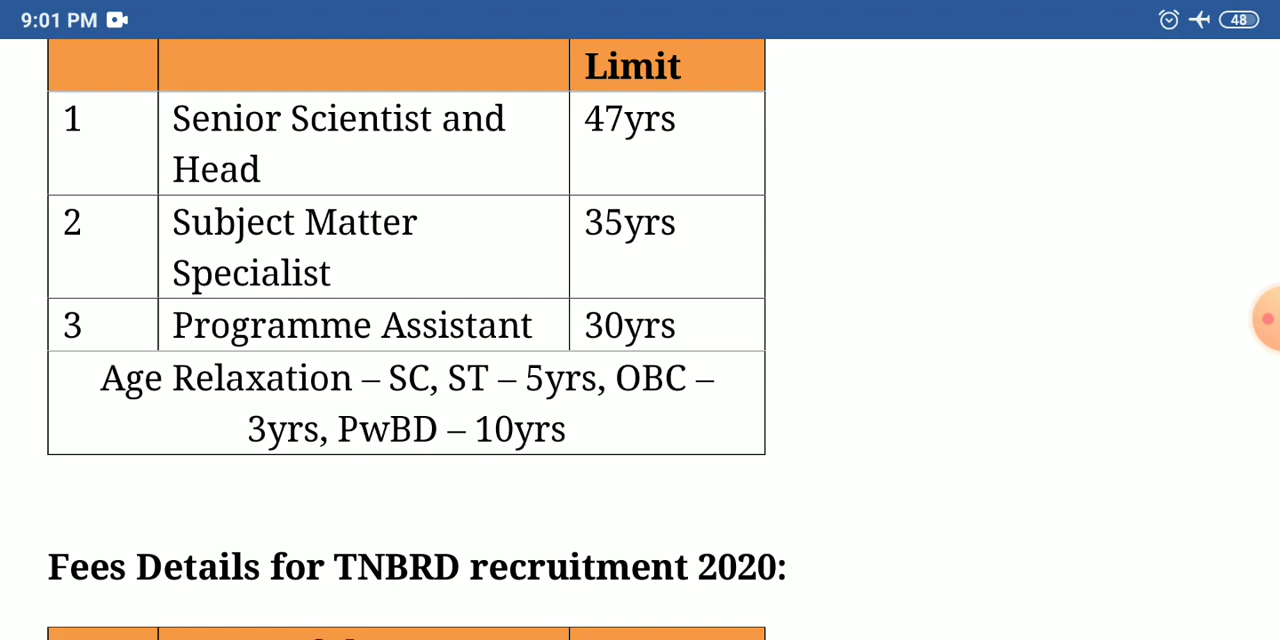 9:01 PM
48
Limit
1 Senior Scientist and 47yrs
Head
2 Subject Matter 35yrs
Specialist
3 Programme Assistant 30yrs
Age Relaxation – SC, ST – 5yrs, OBC –
3yrs, PwBD – 10yrs
Fees Details for TNBRD recruitment 2020: